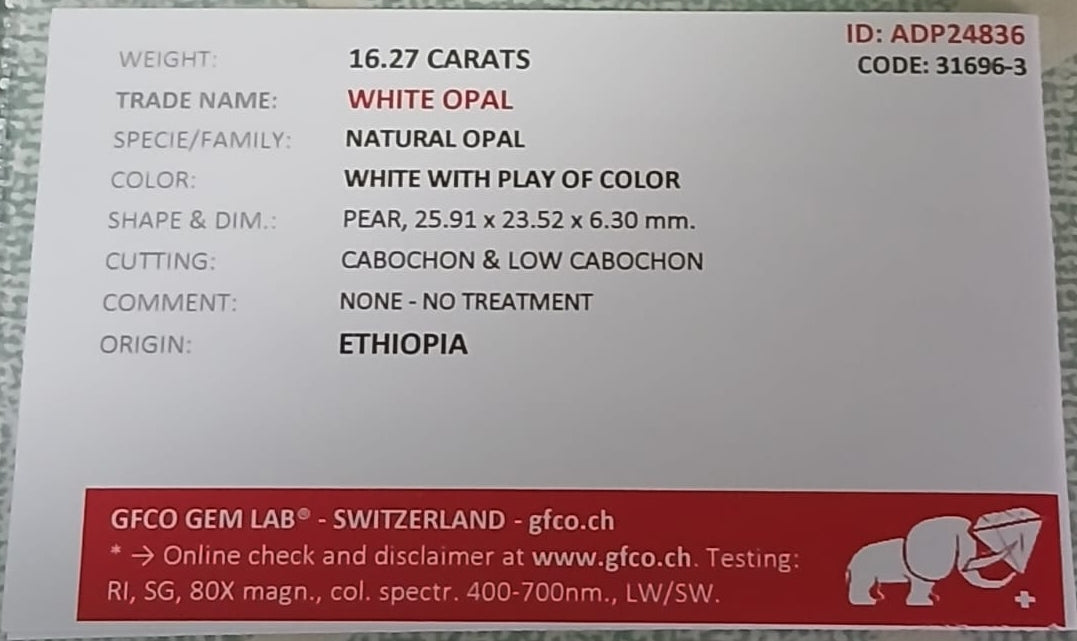 ID: ADP24836
CODE: 31696-3
WEIGHT: 16.27 CARATS
TRADE NAME: WHITE OPAL
SPECIE/FAMILY: NATURAL OPAL
COLOR: WHITE WITH PLAY OF COLOR
SHAPE & DIM.: PEAR, 25.91 x 23.52 x 6.30 mm.
CUTTING: CABOCHON & LOW CABOCHON
COMMENT: NONE - NO TREATMENT
ORIGIN: ETHIOPIA
GFCO GEM LAB® - SWITZERLAND - gfco.ch
* → Online check and disclaimer at www.gfco.ch. Testing:
RI, SG, 80X magn., col. spectr. 400-700nm., LW/SW.